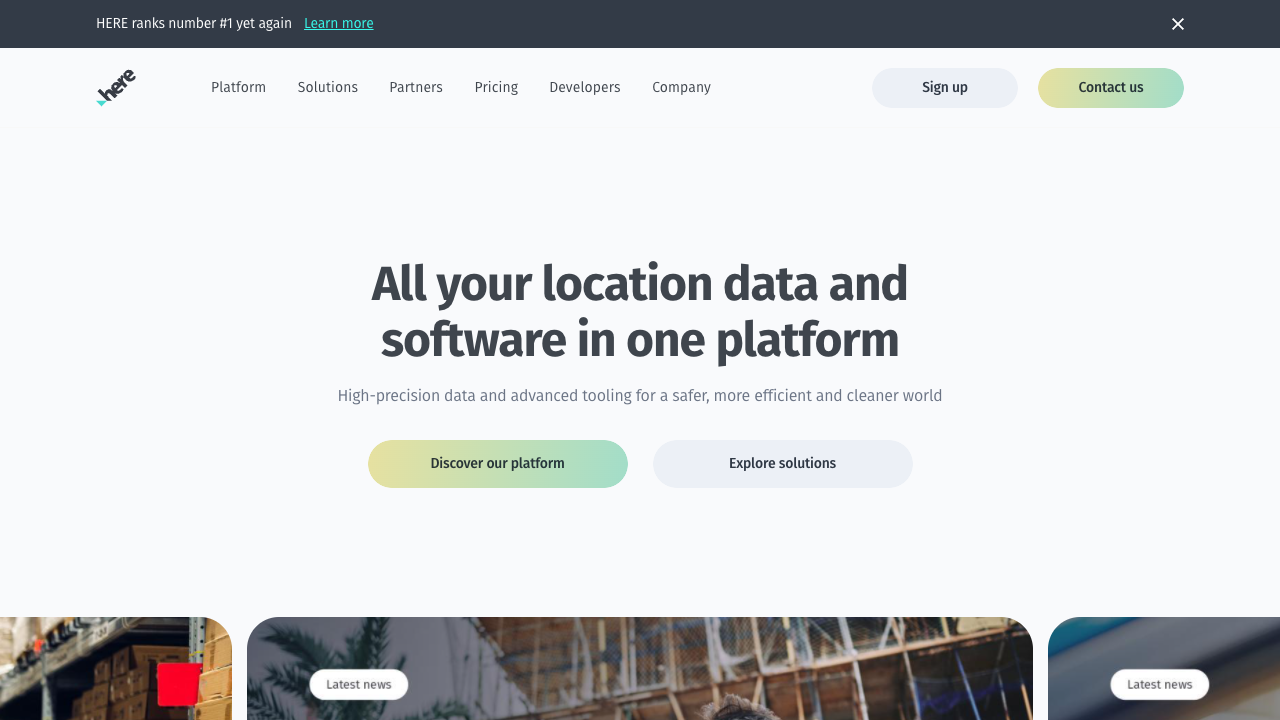 HERE ranks number #1 yet again Learn more
here
Platform Solutions Partners Pricing Developers Company Sign up Contact us
All your location data and
software in one platform
High-precision data and advanced tooling for a safer, more efficient and cleaner world
Discover our platform Explore solutions
Latest news Latest news